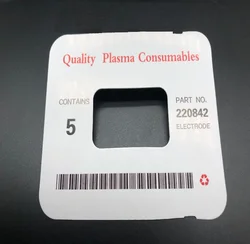 Quality Plasma Consumables
CONTAINS
5
PART NO.
220842
ELECTRODE